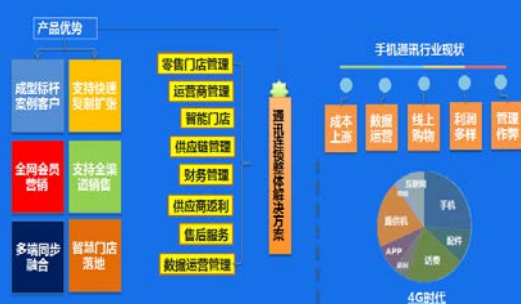 产品优势
成型标杆
案例客户
支持快速
复制扩张
全网会员
营销
支持全渠
道销售
多端同步
融合
智慧门店
落地
零售门店管理
运营商管理
智能门店
供应链管理
财务管理
供应商返利
售后服务
数据运营管理
通讯连锁整体解决方案
手机通讯行业现状
成本
上涨
数据
运营
线上
购物
利润
多样
管理
作弊
互联网
手机
直供机
配件
APP
话费
4G时代